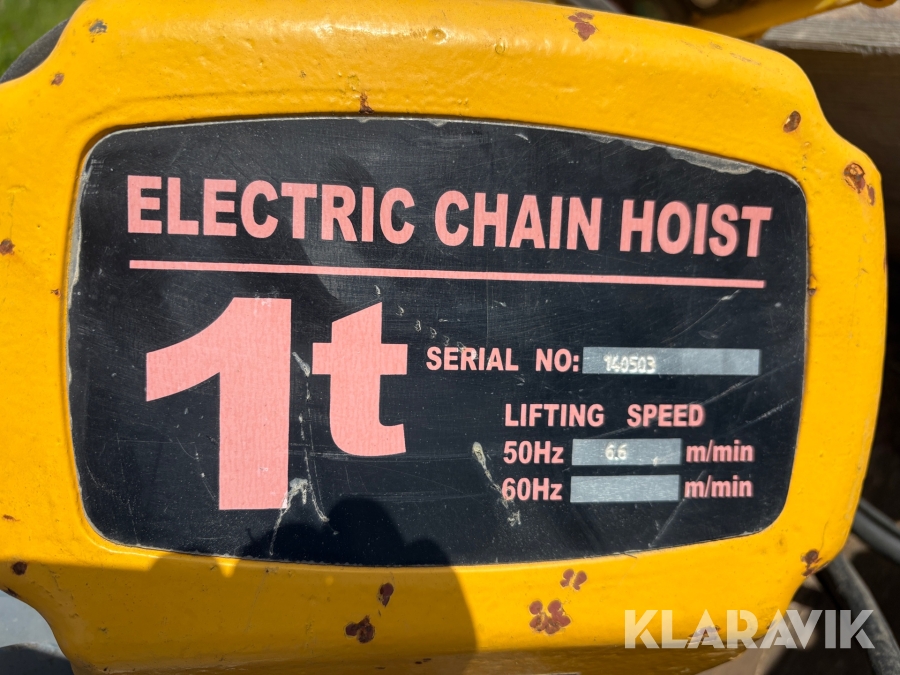 ELECTRIC CHAIN HOIST
1t
SERIAL NO: 140503
LIFTING SPEED
50Hz 6.6 m/min
60Hz m/min
KLARAVIK